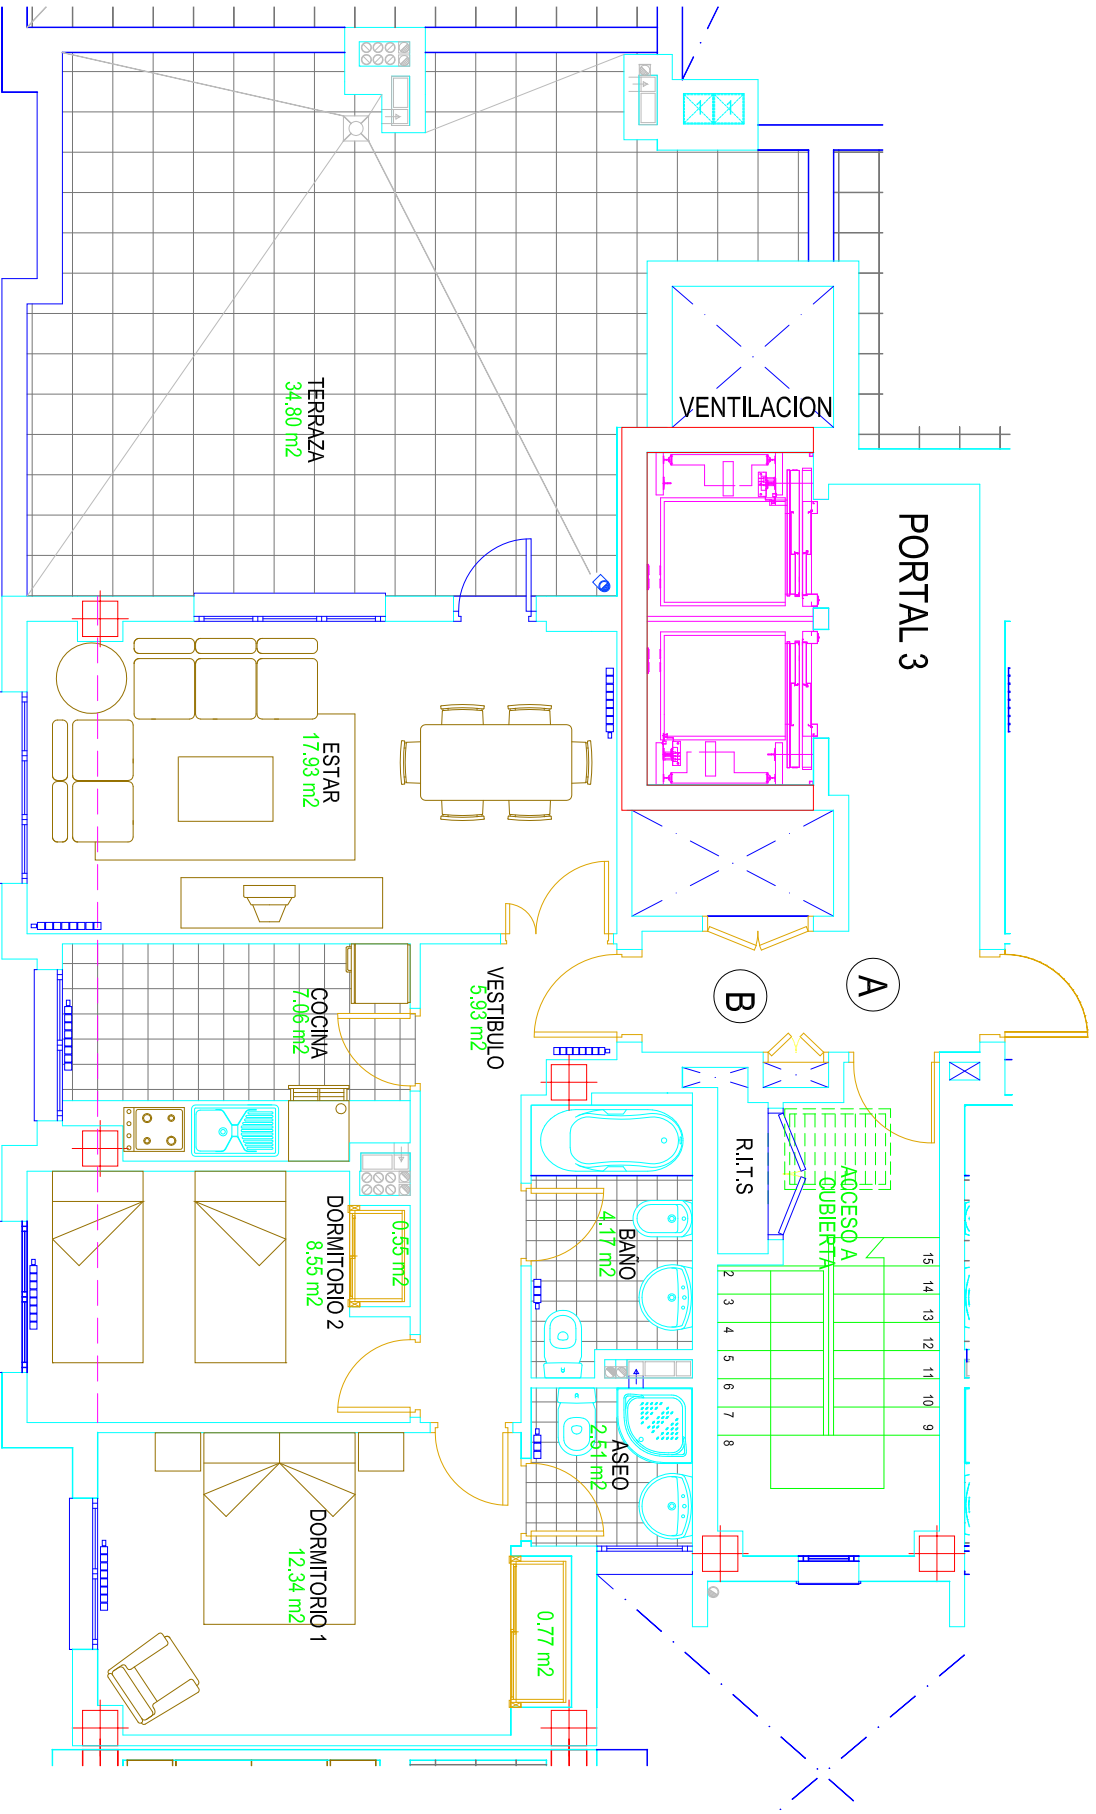 VENTILACION
TERRAZA
34.80 m2
PORTAL 3
ESTAR
17.93 m2
A
B
VESTIBULO
5.93 m2
COCINA
7.06 m2
R.I.T.S
ACCESO A
CUBIERTA
BAÑO
4.17 m2
DORMITORIO 2
8.55 m2
0.55 m2
15
14
13
12
11
10
9
2
3
4
5
6
7
8
ASEO
2.51 m2
DORMITORIO 1
12.34 m2
0.77 m2